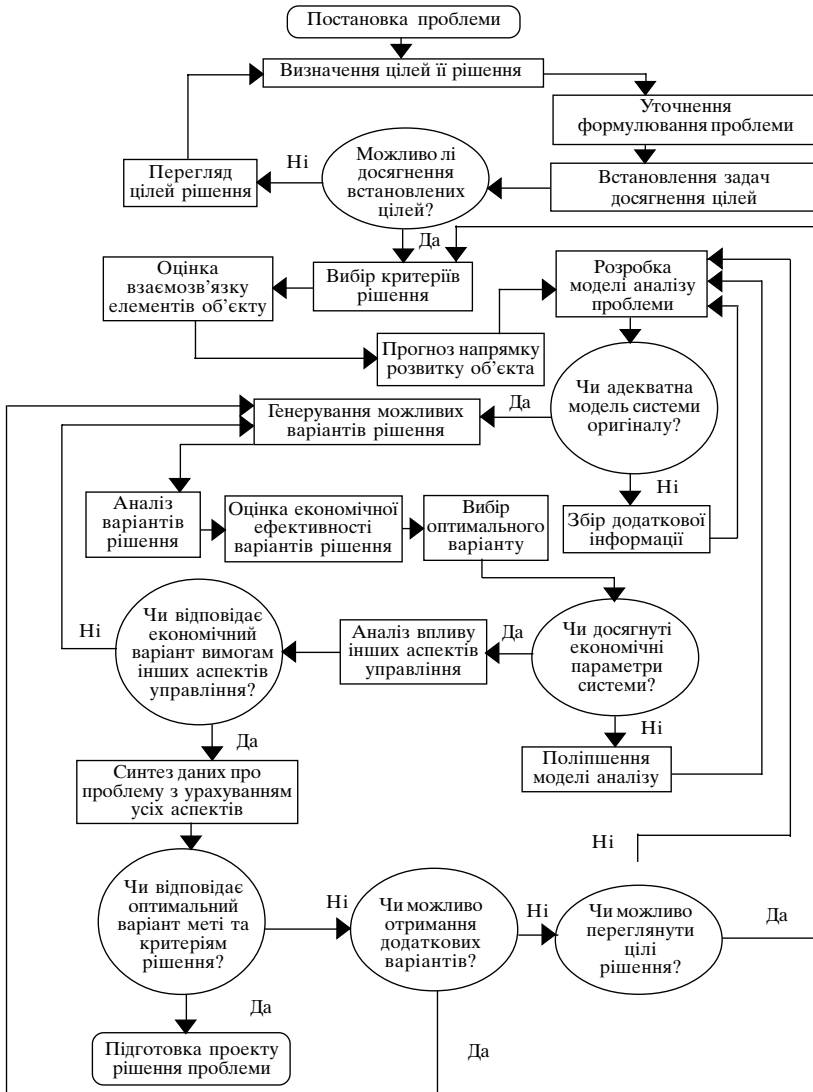 Постановка проблеми
Визначення цілей її рішення
Уточнення
формулювання проблеми
Перегляд
цілей рішення
Ні
Можливо лі
досягнення
встановлених
цілей?
Встановлення задач
досягнення цілей
Да
Оцінка
взаємозв’язку
елементів об’єкту
Вибір критеріїв
рішення
Розробка
моделі аналізу
проблеми
Прогноз напрямку
розвитку об’єкта
Чи адекватна
модель системи
оригіналу?
Да
Генерування можливих
варіантів рішення
Ні
Аналіз
варіантів
рішення
Оцінка економічної
ефективності
варіантів рішення
Вибір
оптимального
варіанту
Збір додаткової
інформації
Ні
Чи відповідає
економічний
варіант вимогам
інших аспектів
управління?
Аналіз впливу
інших аспектів
управління
Да
Чи досягнуті
економічні
параметри
системи?
Да
Ні
Синтез даних про
проблему з урахуванням
усіх аспектів
Поліпшення
моделі аналізу
Ні
Чи відповідає
оптимальний
варіант меті та
критеріям
рішення?
Ні
Чи можливо
отримання
додаткових
варіантів?
Ні
Чи можливо
переглянути
цілі
рішення?
Да
Да
Да
Підготовка проекту
рішення проблеми